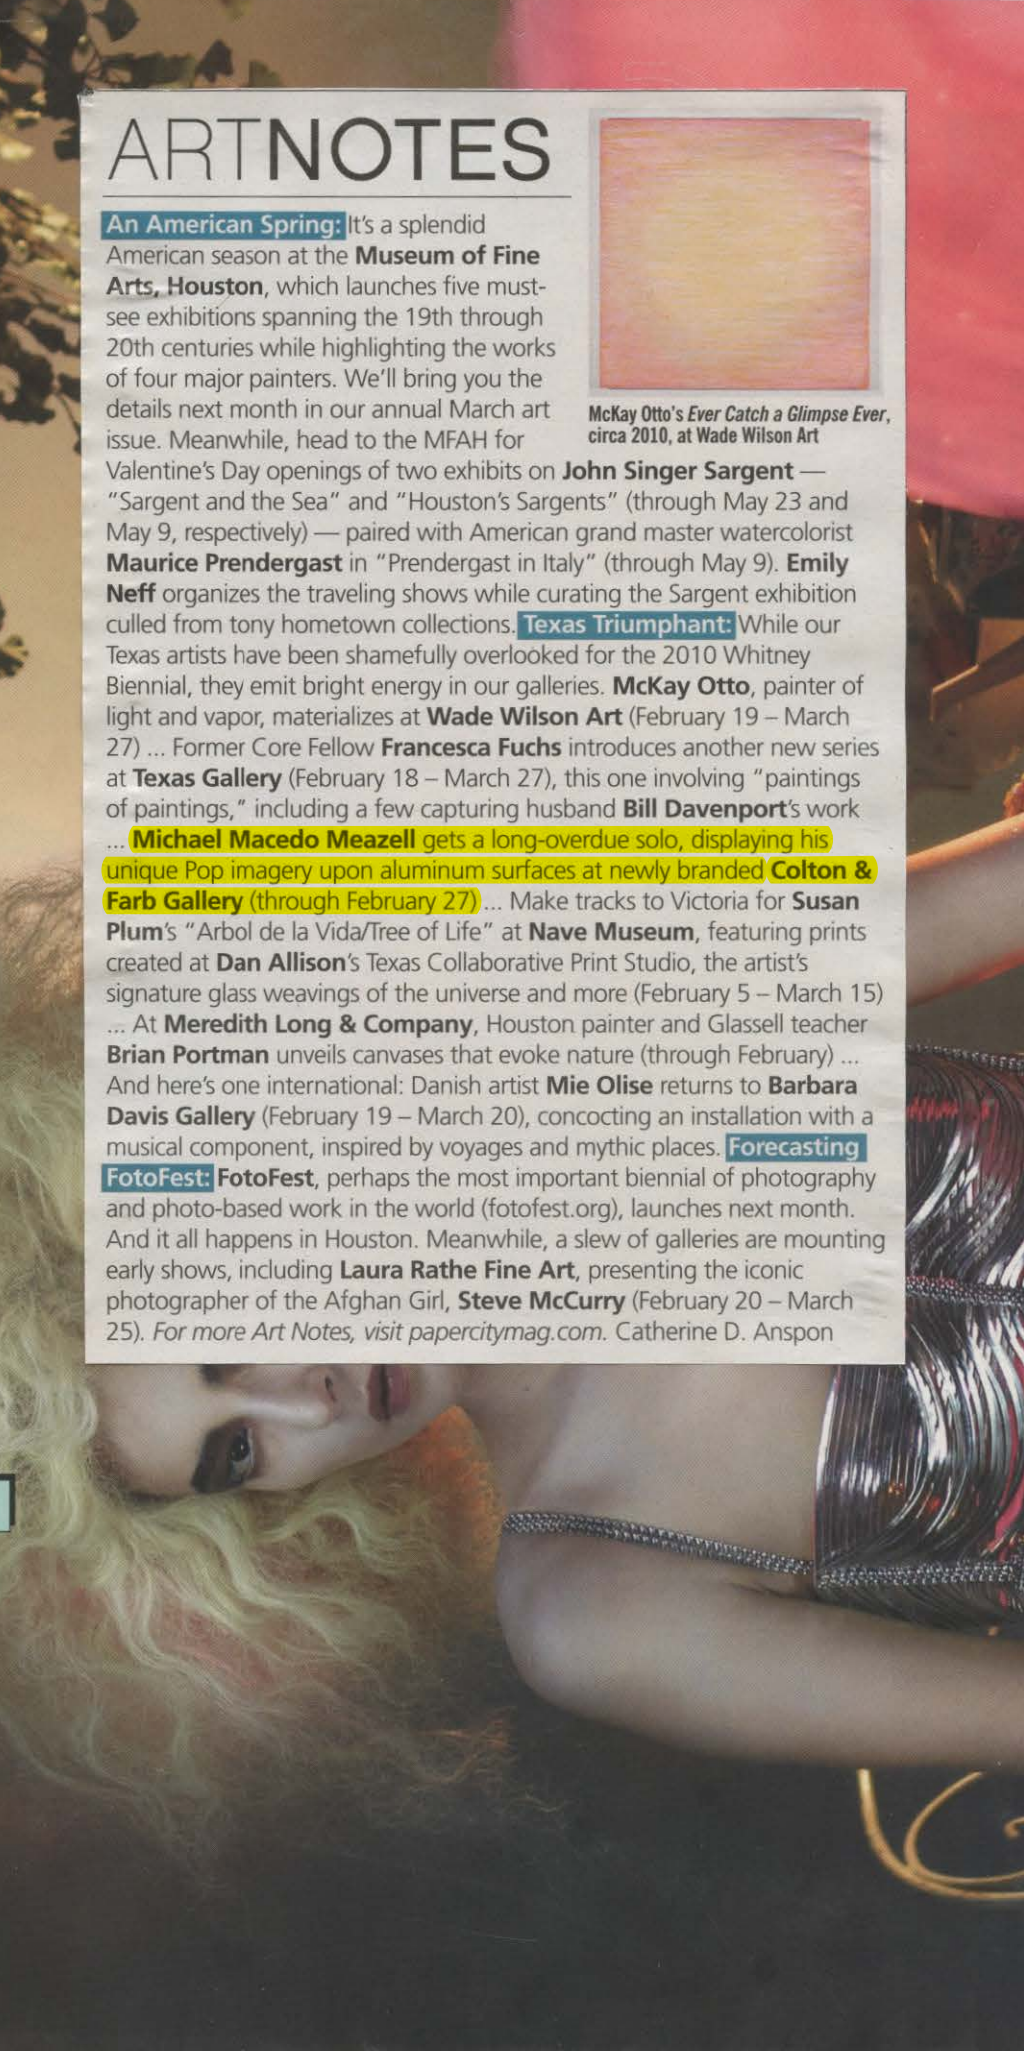 ARTNOTES
An American Spring: It's a splendid
American season at the Museum of Fine
Arts, Houston, which launches five must-
see exhibitions spanning the 19th through
20th centuries while highlighting the works
of four major painters. We'll bring you the
details next month in our annual March art
issue. Meanwhile, head to the MFAH for
McKay Otto's Ever Catch a Glimpse Ever,
circa 2010, at Wade Wilson Art
Valentine's Day openings of two exhibits on John Singer Sargent —
"Sargent and the Sea" and "Houston's Sargents" (through May 23 and
May 9, respectively) — paired with American grand master watercolorist
Maurice Prendergast in "Prendergast in Italy" (through May 9). Emily
Neff organizes the traveling shows while curating the Sargent exhibition
culled from tony hometown collections. Texas Triumphant: While our
Texas artists have been shamefully overlooked for the 2010 Whitney
Biennial, they emit bright energy in our galleries. McKay Otto, painter of
light and vapor, materializes at Wade Wilson Art (February 19 – March
27) ... Former Core Fellow Francesca Fuchs introduces another new series
at Texas Gallery (February 18 – March 27), this one involving "paintings
of paintings," including a few capturing husband Bill Davenport's work
... Michael Macedo Meazell gets a long-overdue solo, displaying his
unique Pop imagery upon aluminum surfaces at newly branded Colton &
Farb Gallery (through February 27) ... Make tracks to Victoria for Susan
Plum's "Arbol de la Vida/Tree of Life" at Nave Museum, featuring prints
created at Dan Allison's Texas Collaborative Print Studio, the artist's
signature glass weavings of the universe and more (February 5 – March 15)
... At Meredith Long & Company, Houston painter and Glassell teacher
Brian Portman unveils canvases that evoke nature (through February) ...
And here's one international: Danish artist Mie Olise returns to Barbara
Davis Gallery (February 19 – March 20), concocting an installation with a
musical component, inspired by voyages and mythic places. Forecasting
FotoFest: FotoFest, perhaps the most important biennial of photography
and photo-based work in the world (fotofest.org), launches next month.
And it all happens in Houston. Meanwhile, a slew of galleries are mounting
early shows, including Laura Rathe Fine Art, presenting the iconic
photographer of the Afghan Girl, Steve McCurry (February 20 – March
25). For more Art Notes, visit papercitymag.com. Catherine D. Anspon